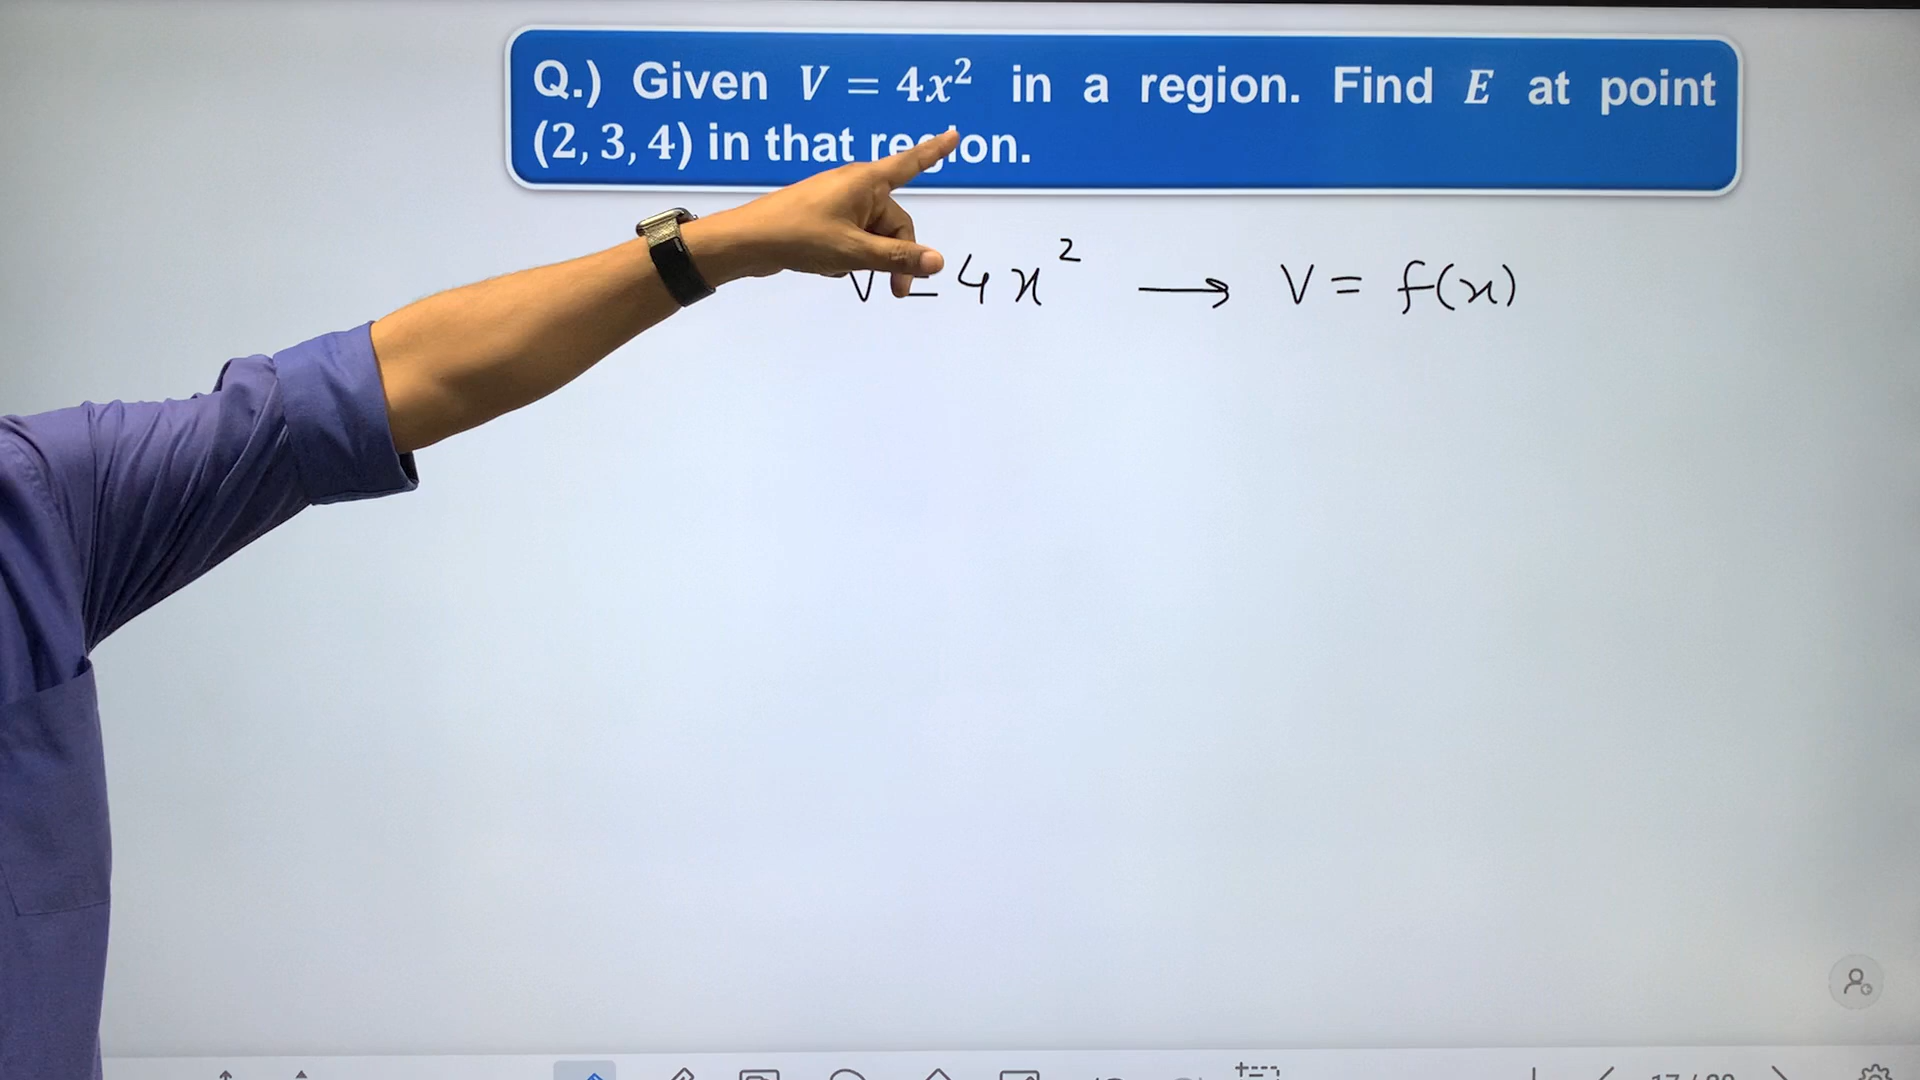 Q.) Given V = 4x² in a region. Find E at point
(2, 3, 4) in that region.
V = 4x² → V = f(x)